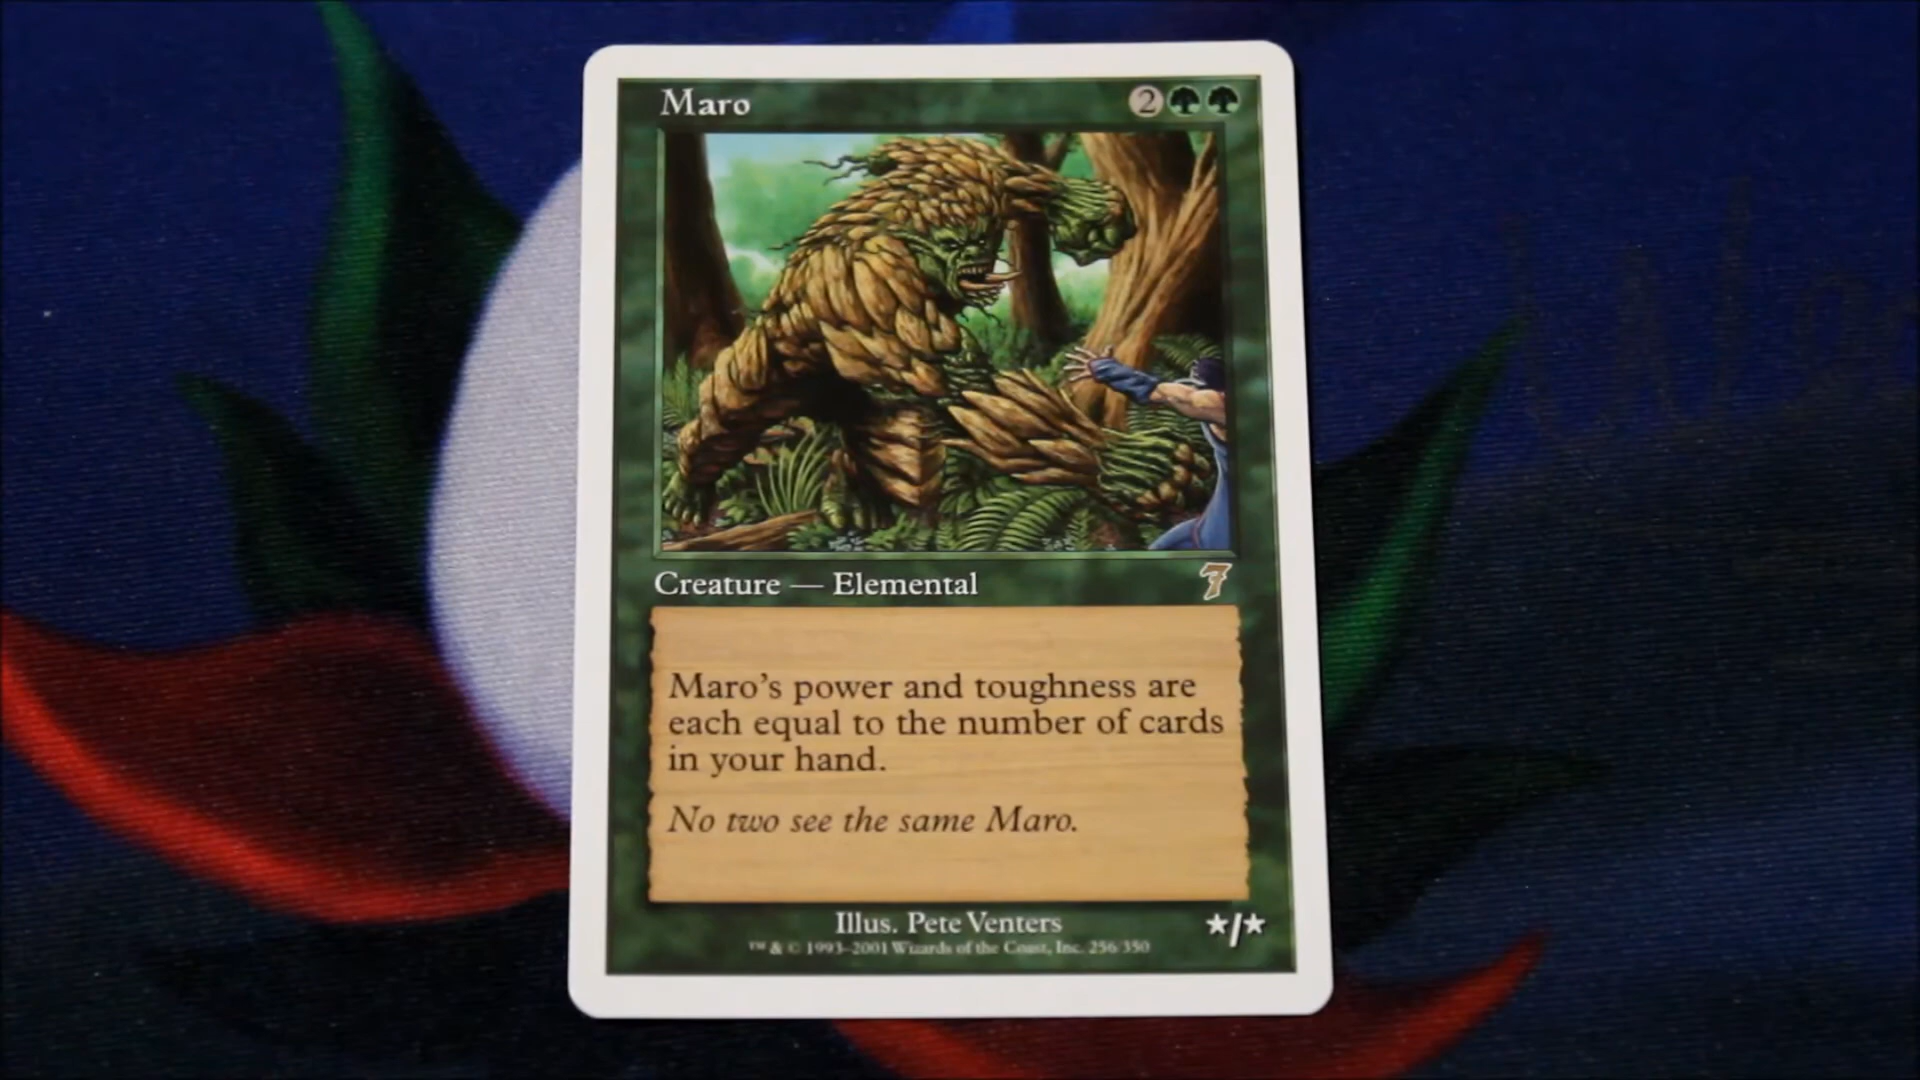 Maro 2
Creature — Elemental 7
Maro's power and toughness are
each equal to the number of cards
in your hand.
No two see the same Maro.
Illus. Pete Venters
★/★
™ & © 1993-2001 Wizards of the Coast, Inc. 256/350